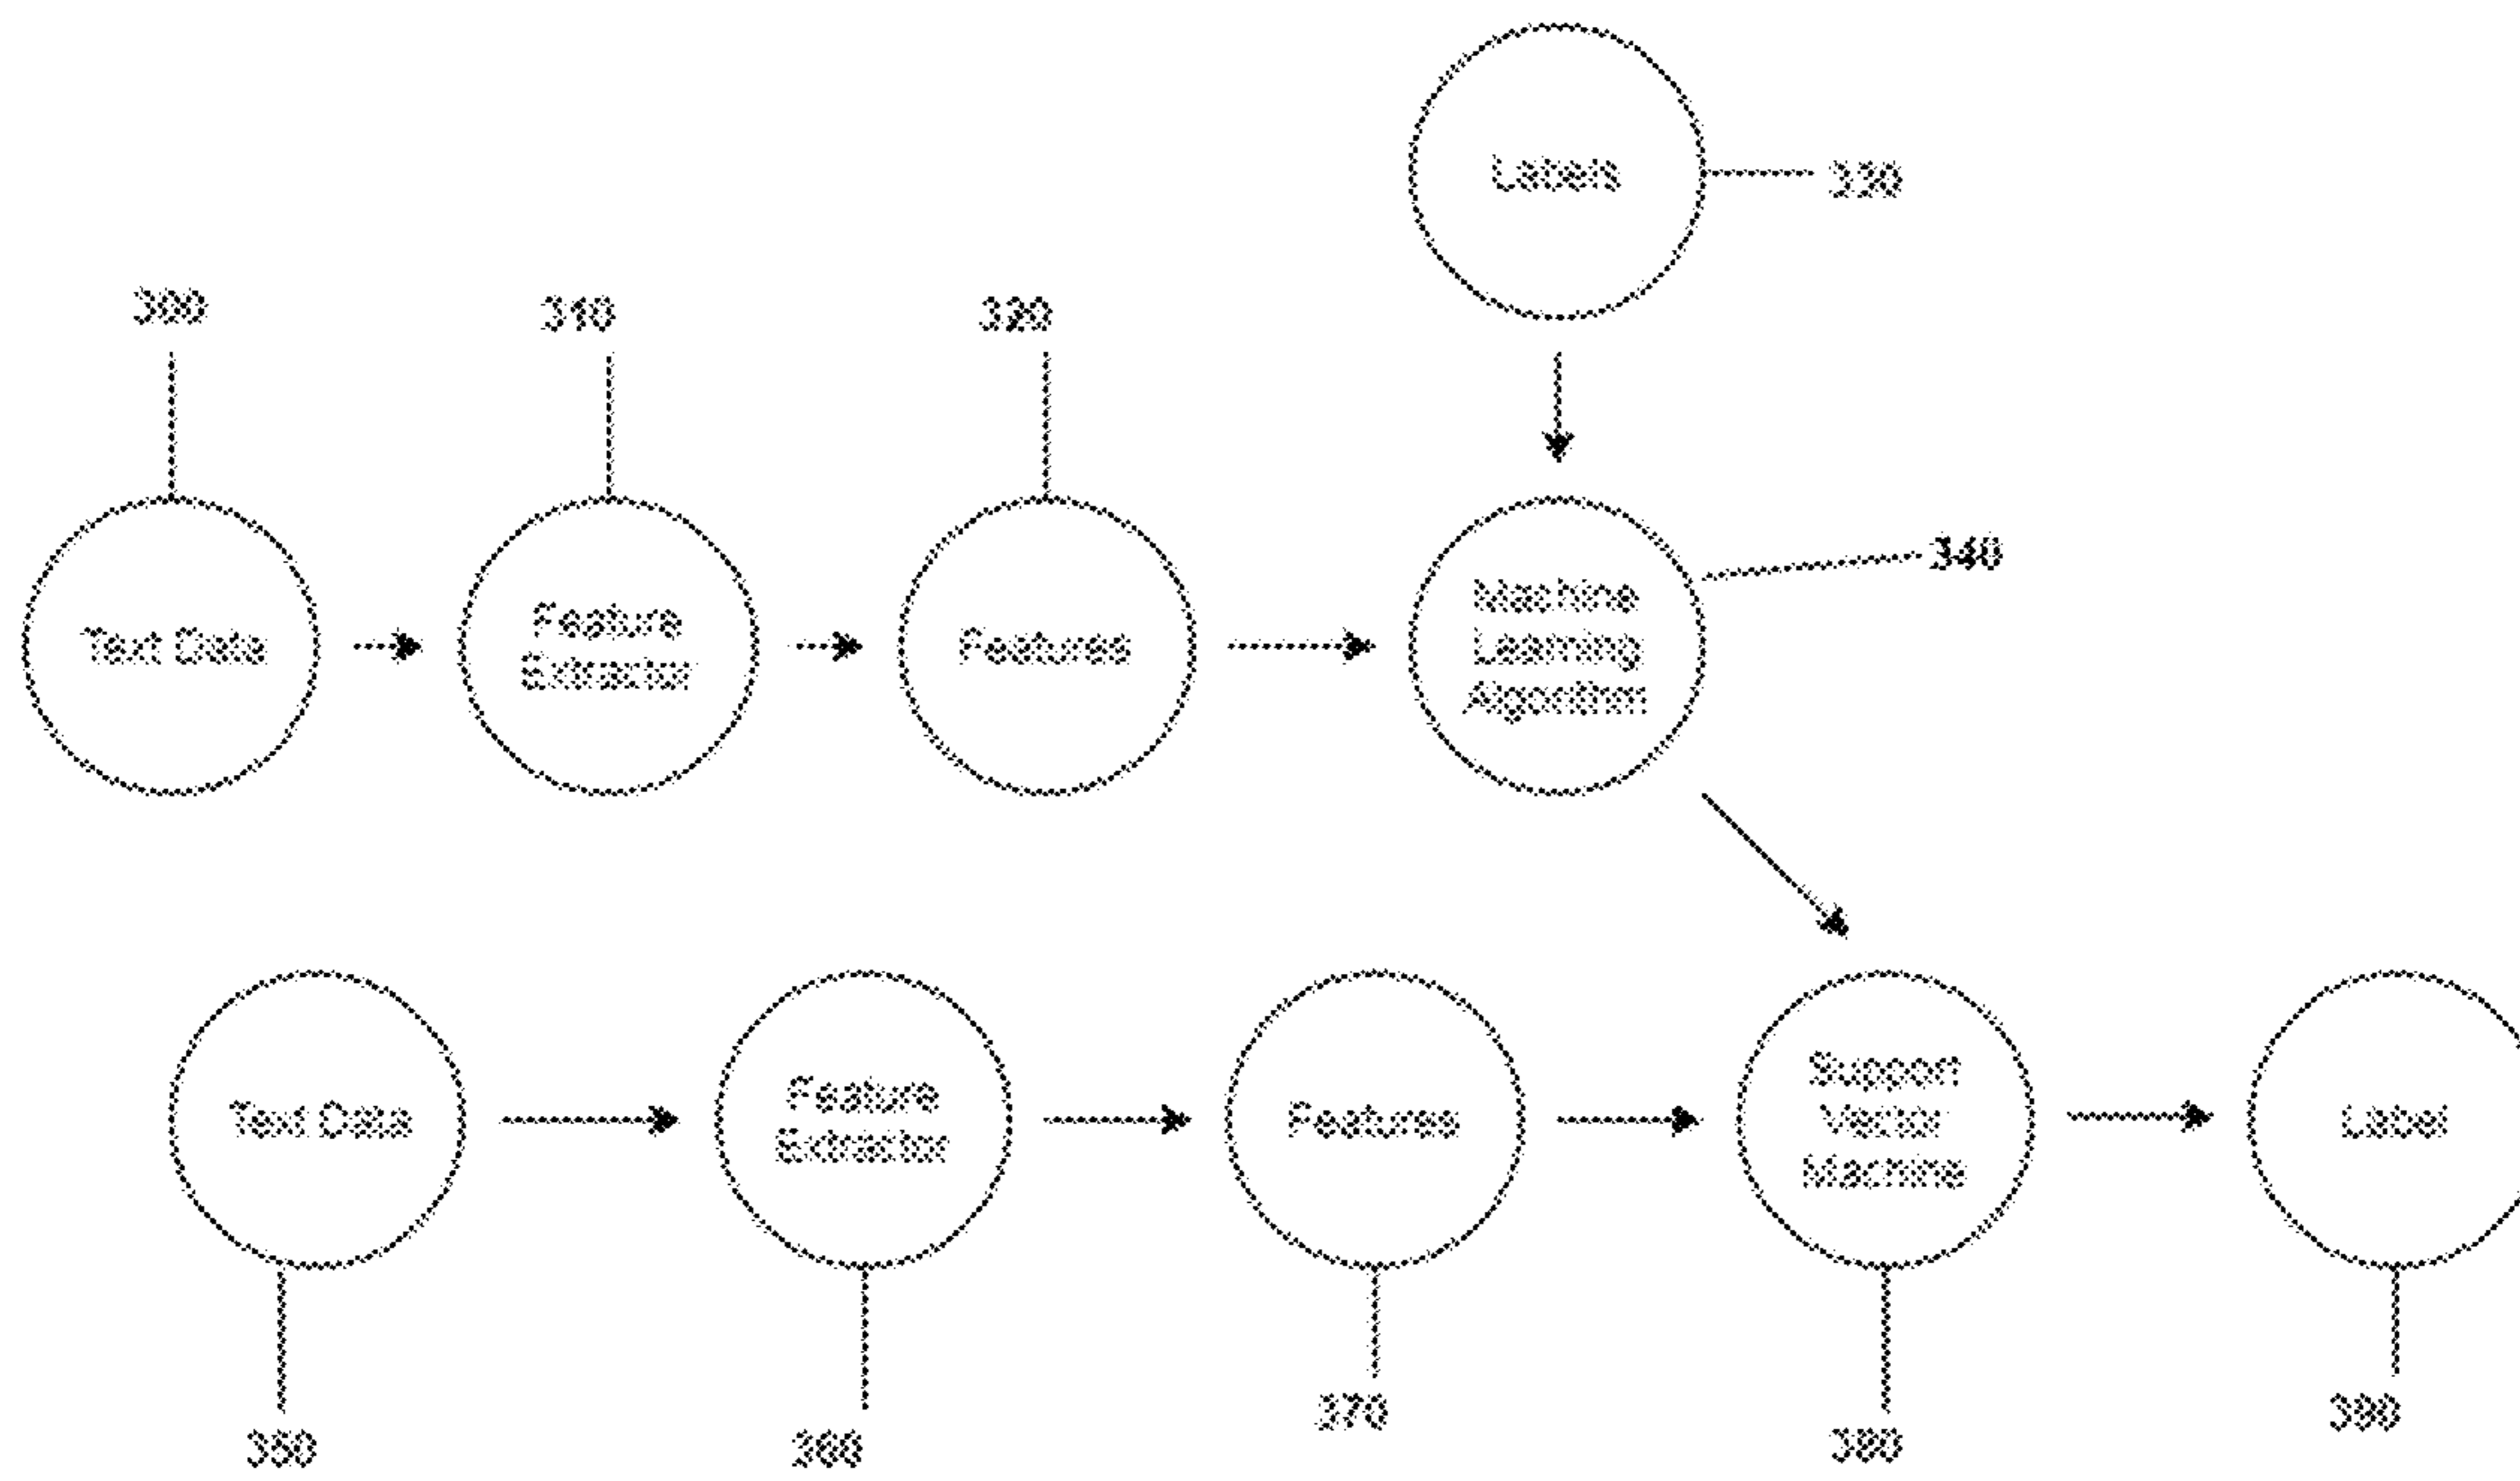 Labels
330
300
310
320
340
Text Data
Feature
Extractor
Features
Machine
Learning
Algorithm
Text Data
Feature
Extractor
Features
Support
Vector
Machine
Label
350
360
370
380
390